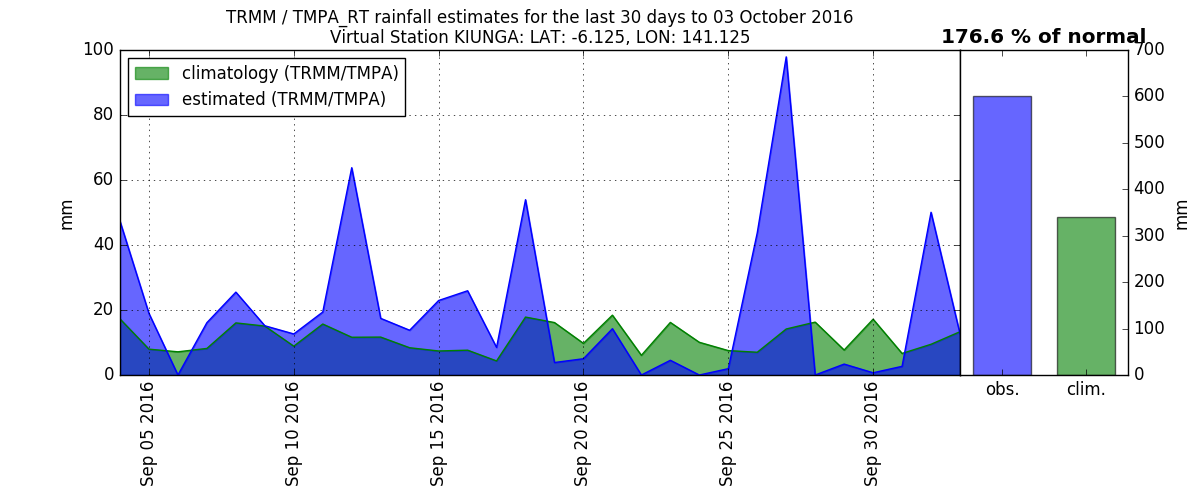 TRMM / TMPA_RT rainfall estimates for the last 30 days to 03 October 2016
Virtual Station KIUNGA: LAT: -6.125, LON: 141.125
176.6 % of normal
climatology (TRMM/TMPA)
estimated (TRMM/TMPA)
100
80
60
40
20
0
mm
Sep 05 2016
Sep 10 2016
Sep 15 2016
Sep 20 2016
Sep 25 2016
Sep 30 2016
700
600
500
400
300
200
100
0
mm
obs.
clim.